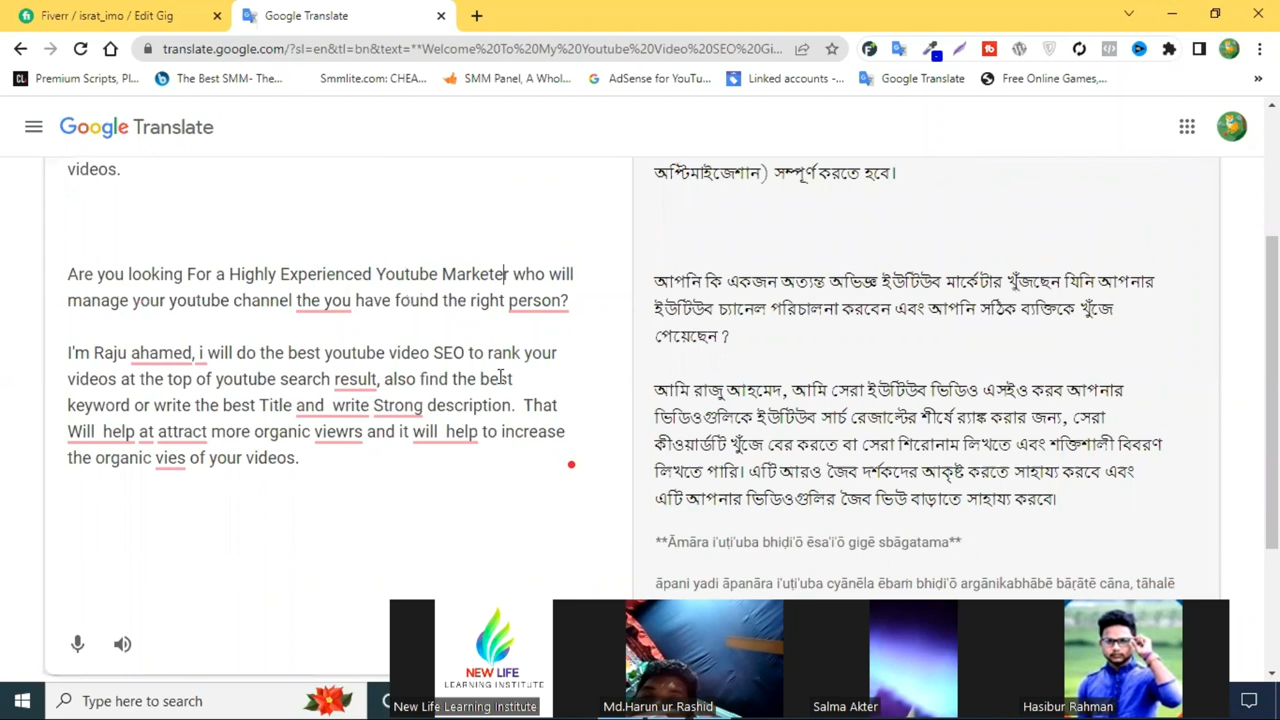 Fiverr / israt_imo / Edit Gig
Google Translate
translate.google.com/?sl=en&tl=bn&text=**Welcome%20To%20My%20Youtube%20Video%20SEO%20Gi...
Premium Scripts, Pl...
The Best SMM- The...
Smmlite.com: CHEA...
SMM Panel, A Whol...
AdSense for YouTu...
Linked accounts -...
Google Translate
Free Online Games,...
Google Translate
videos.
Are you looking For a Highly Experienced Youtube Marketer who will
manage your youtube channel the you have found the right person?
I'm Raju ahamed, i will do the best youtube video SEO to rank your
videos at the top of youtube search result, also find the best
keyword or write the best Title and  write Strong description.  That
Will  help at attract more organic viewrs and it will  help to increase
the organic vies of your videos.
অপ্টিমাইজেশান) সম্পূর্ণ করতে হবে।
আপনি কি একজন অত্যন্ত অভিজ্ঞ ইউটিউব মার্কেটার খুঁজছেন যিনি আপনার
ইউটিউব চ্যানেল পরিচালনা করবেন এবং আপনি সঠিক ব্যক্তিকে খুঁজে
পেয়েছেন ?
আমি রাজু আহমেদ, আমি সেরা ইউটিউব ভিডিও এসইও করব আপনার
ভিডিওগুলিকে ইউটিউব সার্চ রেজাল্টের শীর্ষে র‍্যাঙ্ক করার জন্য, সেরা
কীওয়ার্ডটি খুঁজে বের করতে বা সেরা শিরোনাম লিখতে এবং শক্তিশালী বিবরণ
লিখতে পারি। এটি আরও জৈব দর্শকদের আকৃষ্ট করতে সাহায্য করবে এবং
এটি আপনার ভিডিওগুলির জৈব ভিউ বাড়াতে সাহায্য করবে।
**Āmāra i'uṭi'uba bhiḍi'ō ēsa'i'ō gigē sbāgatama**
āpani yadi āpanāra i'uṭi'uba cyānēla ēbaṁ bhiḍi'ō argānikabhābē bāṛātē cāna, tāhalē
NEW LIFE
LEARNING INSTITUTE
New Life Learning Institute
Md.Harun ur Rashid
Salma Akter
Hasibur Rahman
Type here to search